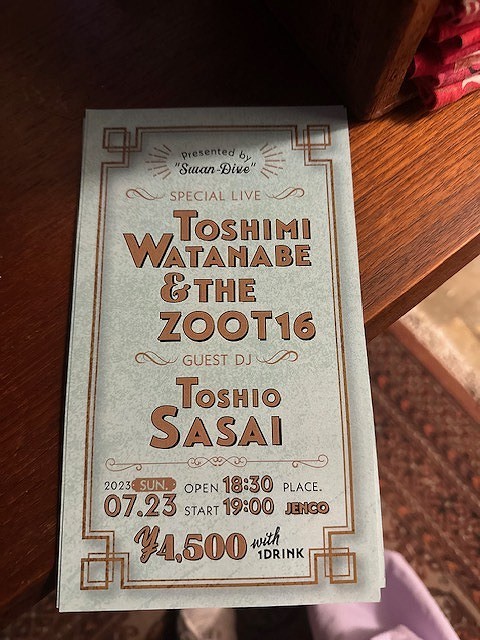 Presented by
"Swan-Dive"
SPECIAL LIVE
TOSHIMI
WATANABE
& THE
ZOOT16
GUEST DJ
TOSHIO
SASAI
2023 SUN. OPEN 18:30 PLACE.
07.23 START 19:00 JENCO
¥4,500 with
1DRINK